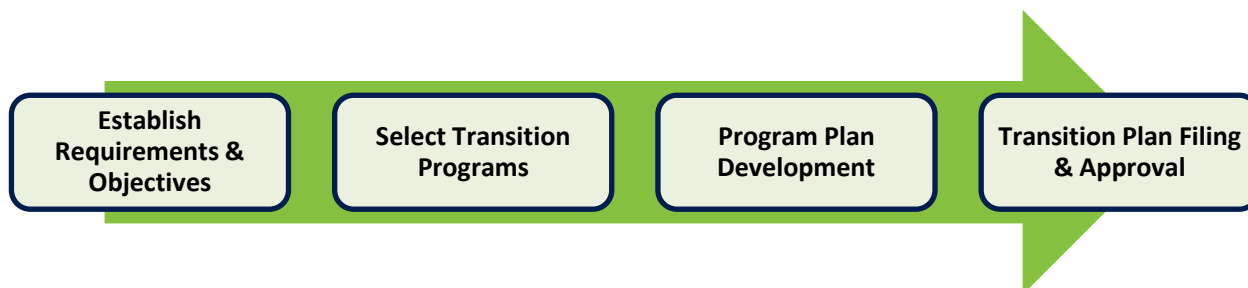 Establish
Requirements &
Objectives
Select Transition
Programs
Program Plan
Development
Transition Plan Filing
& Approval